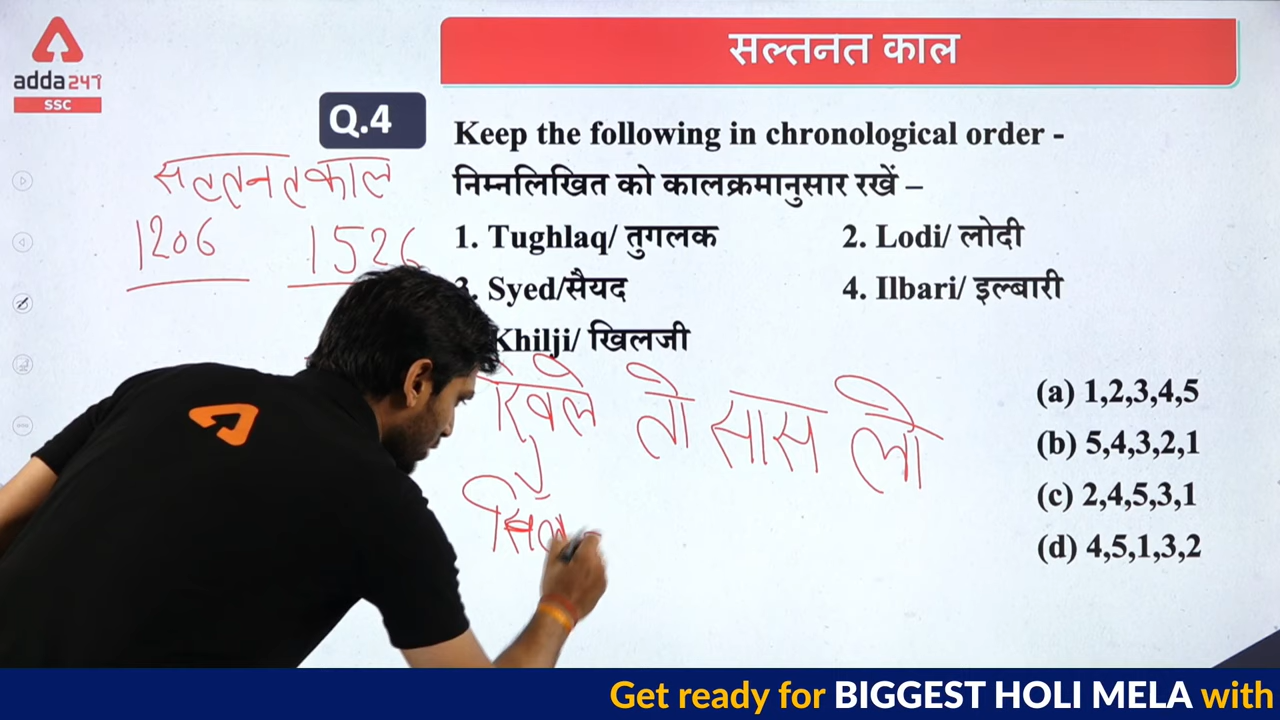 adda247
SSC
सल्तनत काल
Q.4
Keep the following in chronological order -
निम्नलिखित को कालक्रमानुसार रखें –
सल्तनत काल
1206 1526
1. Tughlaq/ तुगलक
2. Lodi/ लोदी
3. Syed/सैयद
4. Ilbari/ इल्बारी
Khilji/ खिलजी
खिले तो सास लो
(a) 1,2,3,4,5
(b) 5,4,3,2,1
(c) 2,4,5,3,1
(d) 4,5,1,3,2
Get ready for BIGGEST HOLI MELA with